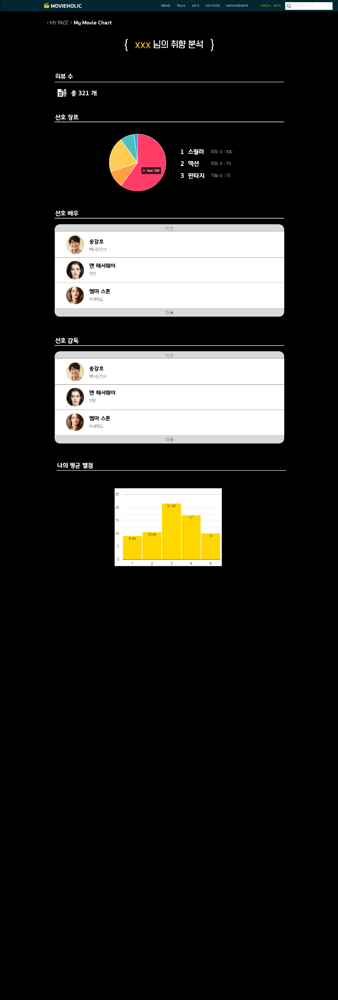 MOVIEHOLIC
HOME FILMS LISTS MY PAGE MANAGEMENT LOGIN JOIN 제목으로 검색
• MY PAGE > My Movie Chart
{ xxx 님의 취향 분석 }
리뷰 수
총 321 개
선호 장르
Red: 300
1 스릴러 리뷰 수 : 100
2 액션 리뷰 수 : 70
3 판타지 리뷰 수 : 55
선호 배우
이 전
송강호
택시운전사
앤 해서웨이
인턴
엠마 스톤
라라랜드
다 음
선호 감독
이 전
송강호
택시운전사
앤 해서웨이
인턴
엠마 스톤
라라랜드
다 음
나의 평균 별점
25
20
15
10
5
0
8.94
10.49
21.45
17
10
1 2 3 4 5